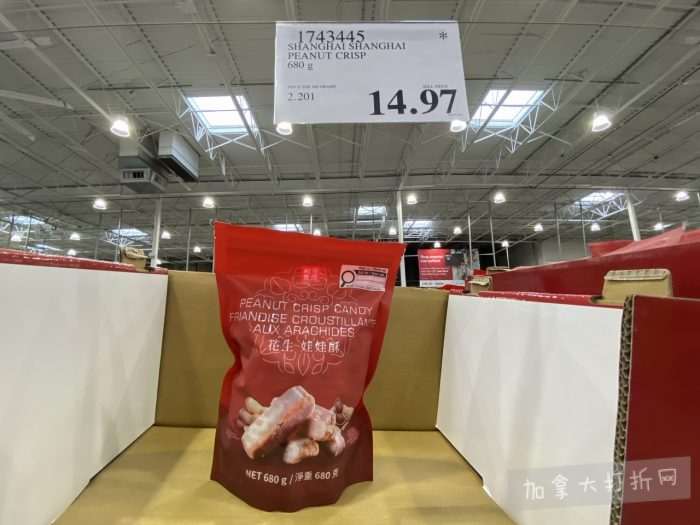 1743445 *
SHANGHAI SHANGHAI
PEANUT CRISP
680 g
2.201
14.97
PEANUT CRISP CANDY
FRIANDISE CROUSTILLANTE
AUX ARACHIDES
花生 娃娃酥
NET 680 g / 淨重 680 克
加拿大打折网